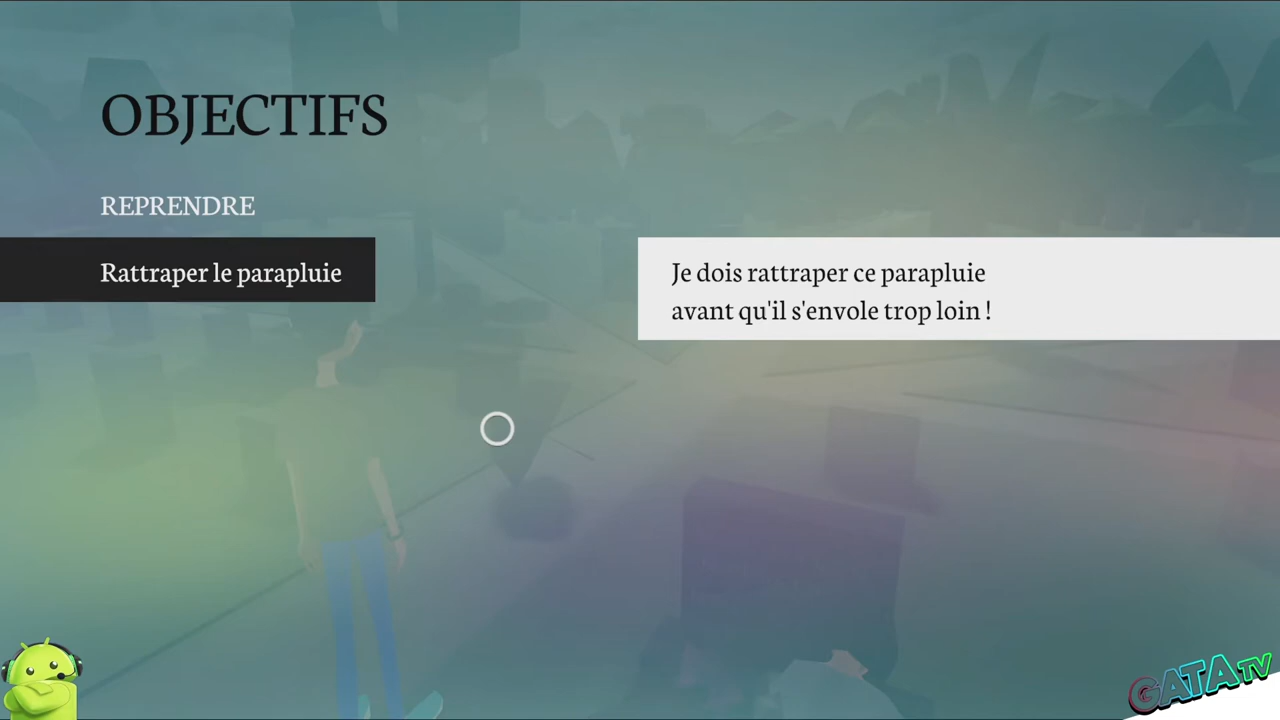 OBJECTIFS
REPRENDRE
Rattraper le parapluie
Je dois rattraper ce parapluie
avant qu'il s'envole trop loin !
GATA TV